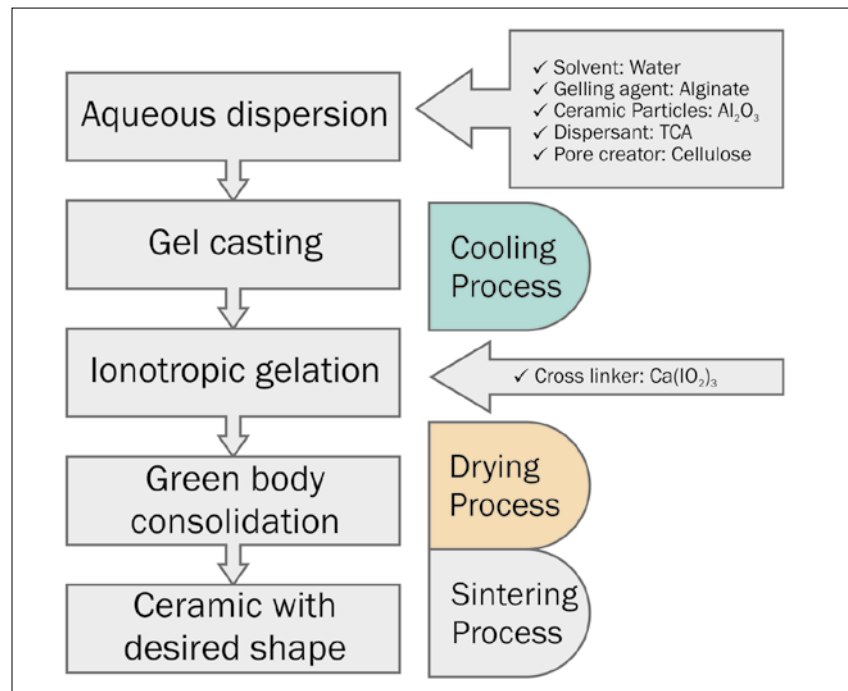 Aqueous dispersion
✓ Solvent: Water
✓ Gelling agent: Alginate
✓ Ceramic Particles: Al₂O₃
✓ Dispersant: TCA
✓ Pore creator: Cellulose
Gel casting
Cooling
Process
Ionotropic gelation
✓ Cross linker: Ca(IO₂)₃
Green body
consolidation
Drying
Process
Ceramic with
desired shape
Sintering
Process